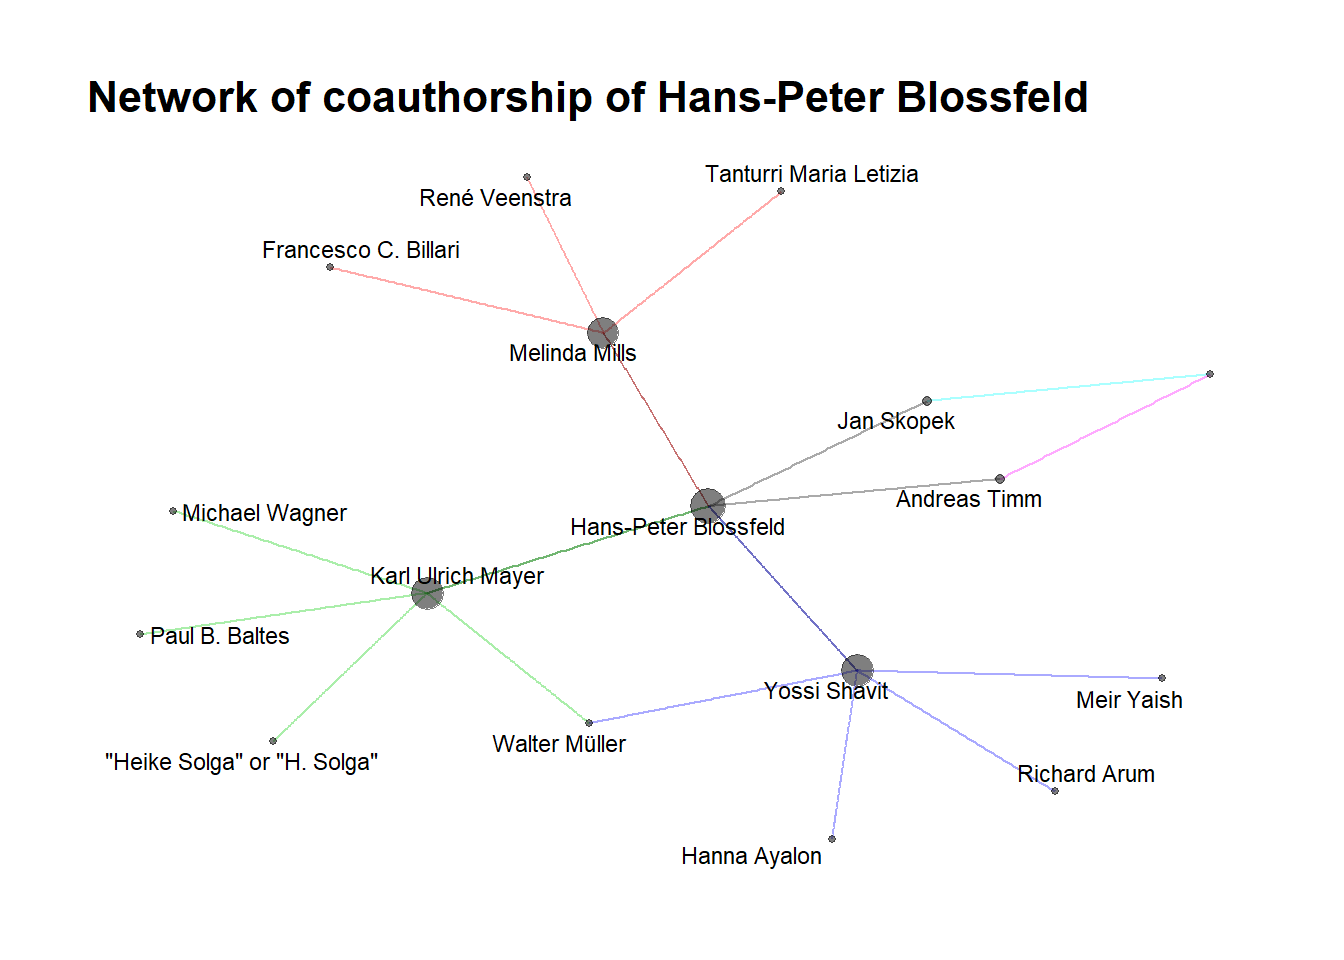 Network of coauthorship of Hans-Peter Blossfeld
Tanturri Maria Letizia
René Veenstra
Francesco C. Billari
Melinda Mills
Jan Skopek
Andreas Timm
Michael Wagner
Hans-Peter Blossfeld
Karl Ulrich Mayer
Paul B. Baltes
Yossi Shavit
Meir Yaish
Walter Müller
"Heike Solga" or "H. Solga"
Richard Arum
Hanna Ayalon